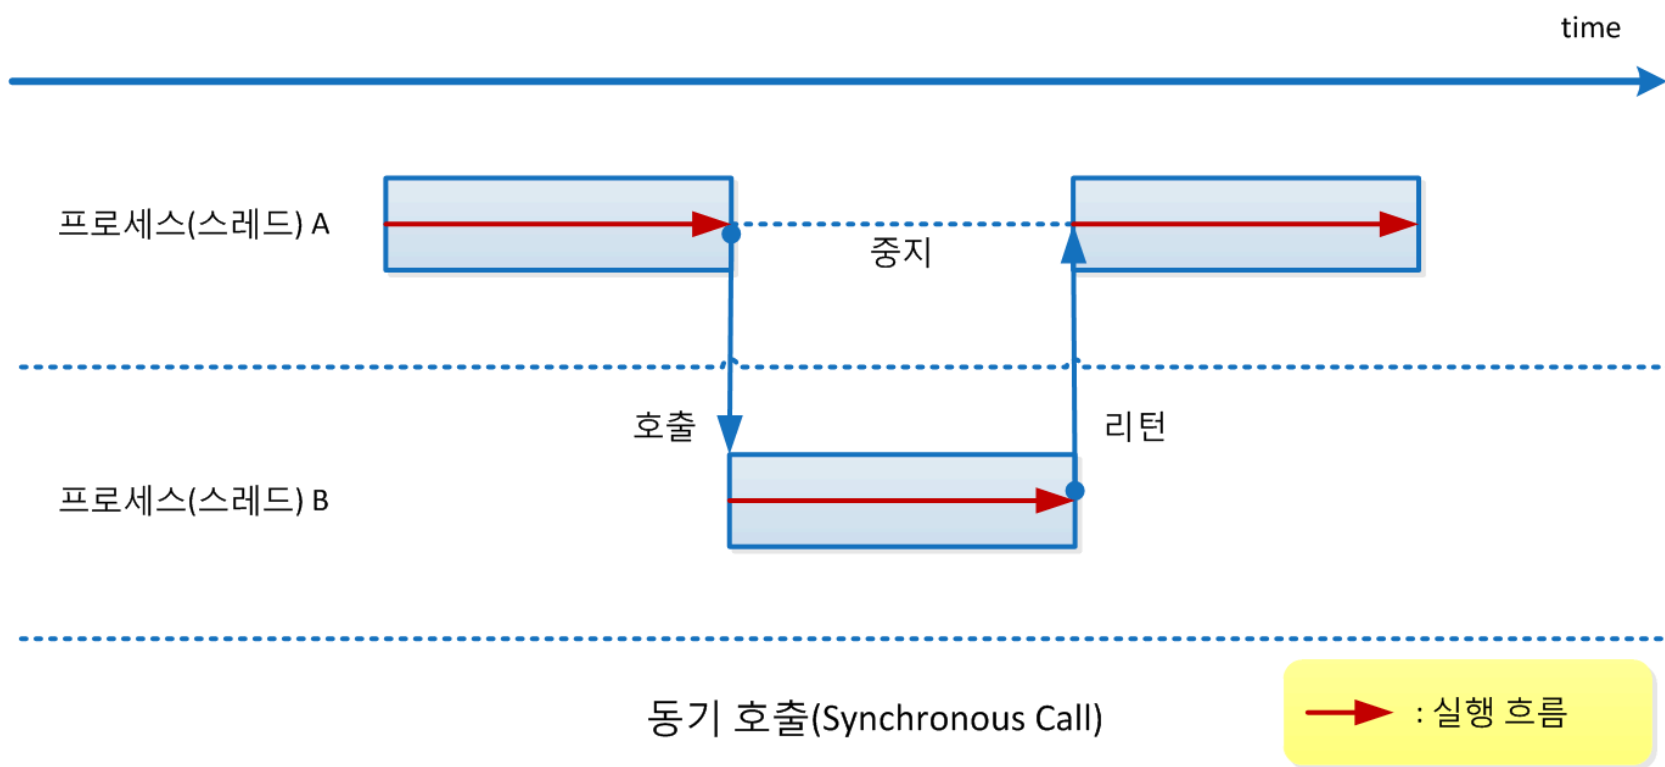 time
프로세스(스레드) A
중지
호출
리턴
프로세스(스레드) B
동기 호출(Synchronous Call)
: 실행 흐름